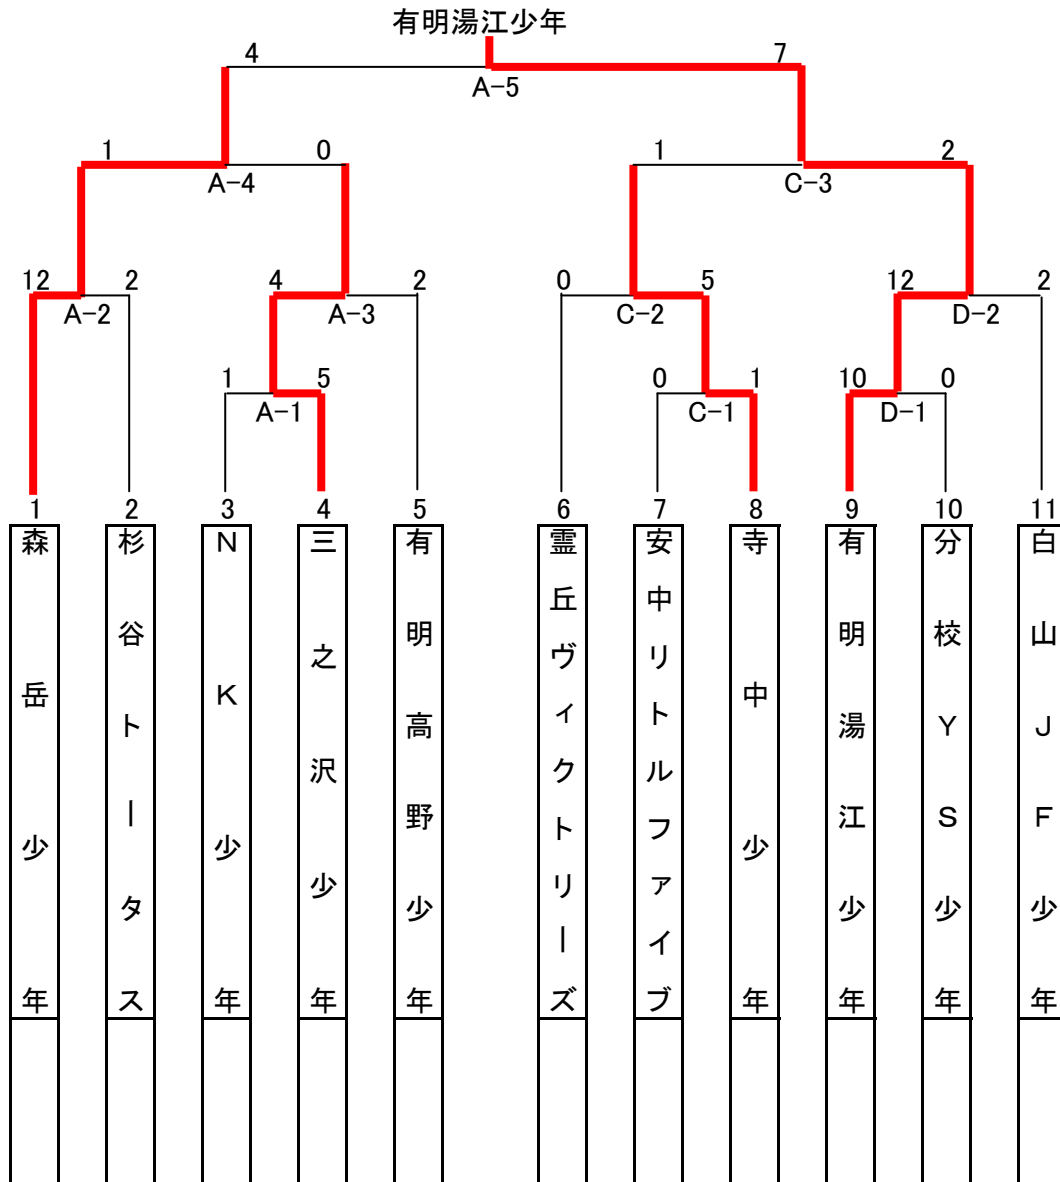 有明湯江少年
4 7
A-5
1 0 1 2
A-4 C-3
12 2 4 2 0 5 12 2
A-2 A-3 C-2 D-2
1 5 0 1 10 0
A-1 C-1 D-1
1 2 3 4 5 6 7 8 9 10 11
森岳少年
杉谷トータス
NK少年
三之沢少年
有明高野少年
霊丘ヴィクトリーズ
安中リトルファイブ
寺中少年
有明湯江少年
分校YS少年
白山JF少年